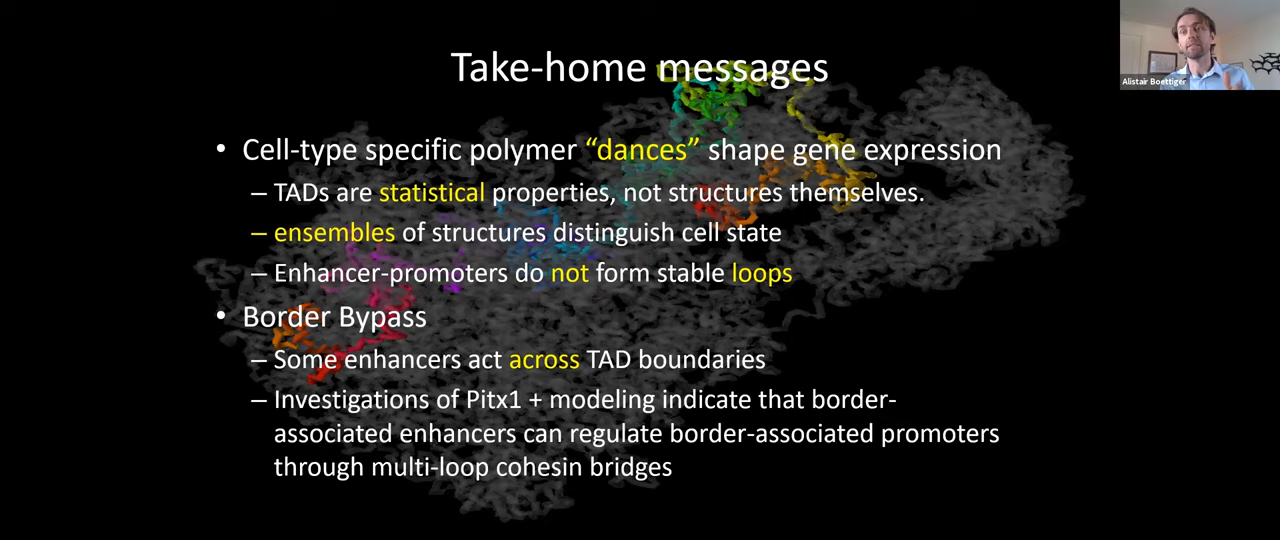 Take-home messages
Alistair Boettiger
• Cell-type specific polymer “dances” shape gene expression
– TADs are statistical properties, not structures themselves.
– ensembles of structures distinguish cell state
– Enhancer-promoters do not form stable loops
• Border Bypass
– Some enhancers act across TAD boundaries
– Investigations of Pitx1 + modeling indicate that border-
associated enhancers can regulate border-associated promoters
through multi-loop cohesin bridges